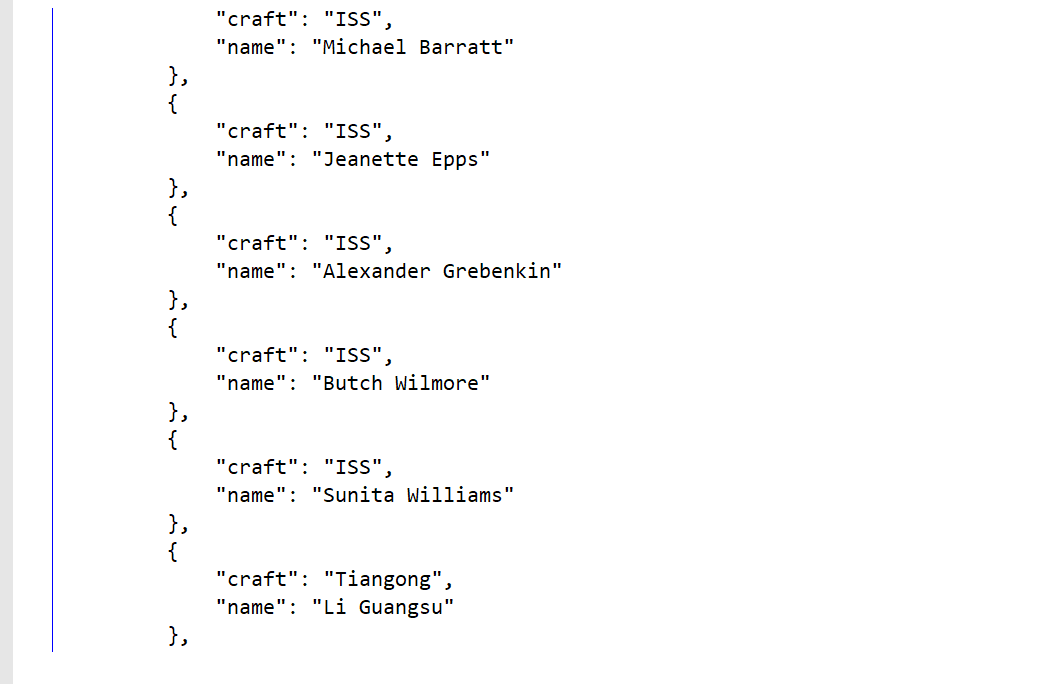 "craft": "ISS",
"name": "Michael Barratt"
},
{
"craft": "ISS",
"name": "Jeanette Epps"
},
{
"craft": "ISS",
"name": "Alexander Grebenkin"
},
{
"craft": "ISS",
"name": "Butch Wilmore"
},
{
"craft": "ISS",
"name": "Sunita Williams"
},
{
"craft": "Tiangong",
"name": "Li Guangsu"
},